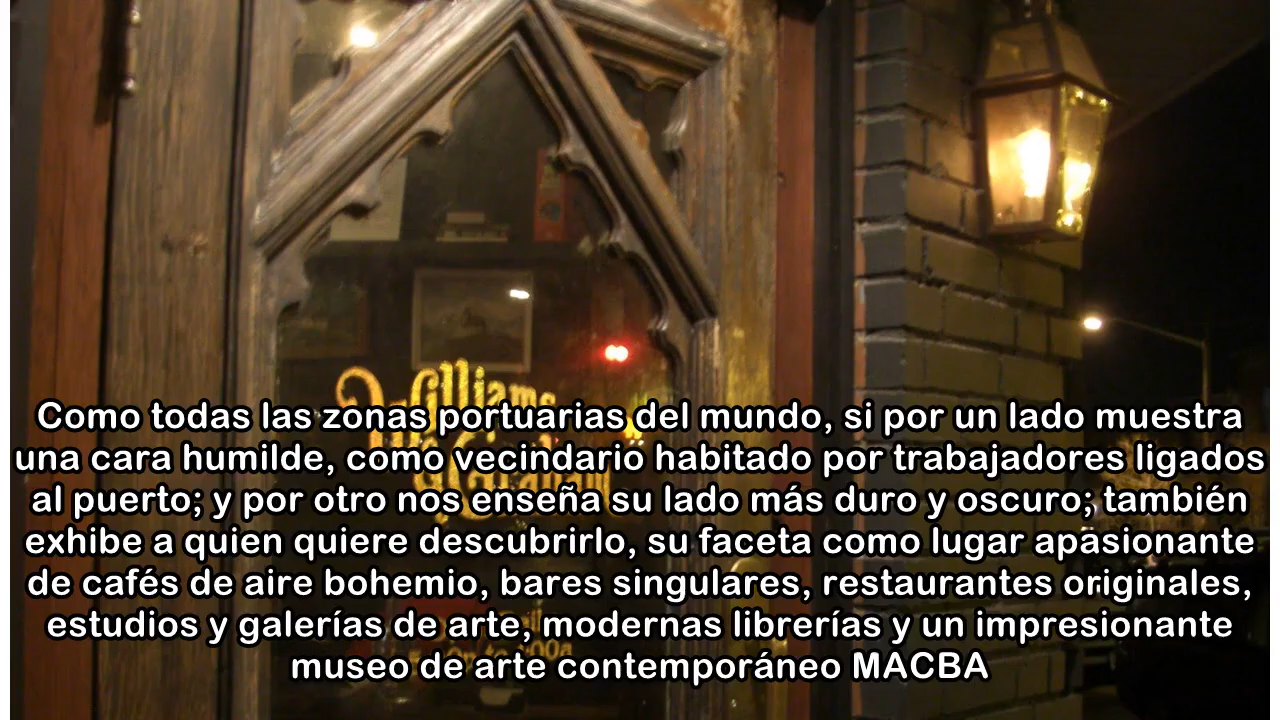 Williams
& Graham
Como todas las zonas portuarias del mundo, si por un lado muestra
una cara humilde, como vecindario habitado por trabajadores ligados
al puerto; y por otro nos enseña su lado más duro y oscuro; también
exhibe a quien quiere descubrirlo, su faceta como lugar apasionante
de cafés de aire bohemio, bares singulares, restaurantes originales,
estudios y galerías de arte, modernas librerías y un impresionante
museo de arte contemporáneo MACBA